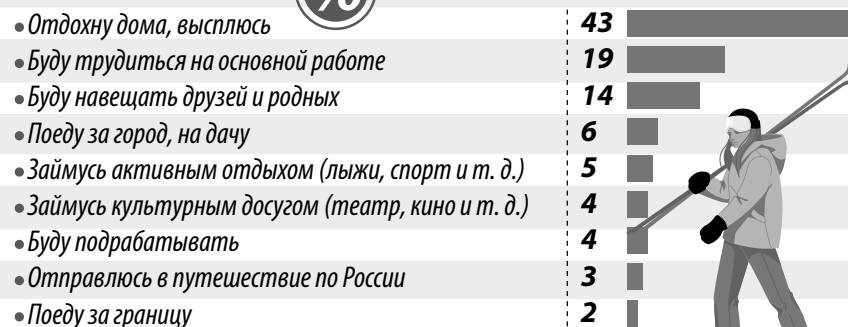 %
• Отдохну дома, высплюсь 43
• Буду трудиться на основной работе 19
• Буду навещать друзей и родных 14
• Поеду за город, на дачу 6
• Займусь активным отдыхом (лыжи, спорт и т. д.) 5
• Займусь культурным досугом (театр, кино и т. д.) 4
• Буду подрабатывать 4
• Отправлюсь в путешествие по России 3
• Поеду за границу 2